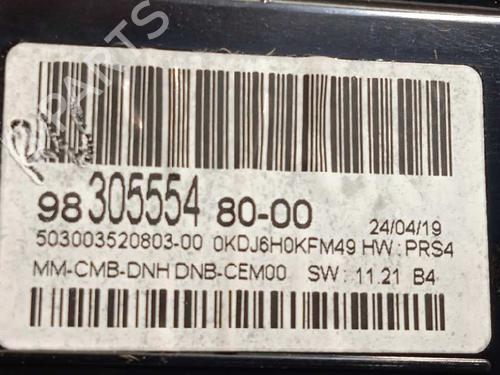 98 305554 80-00
24/04/19
503003520803-00 0KDJ6H0KFM49 HW : PRS4
MM-CMB-DNH DNB-CEM00 SW : 11.21 B4